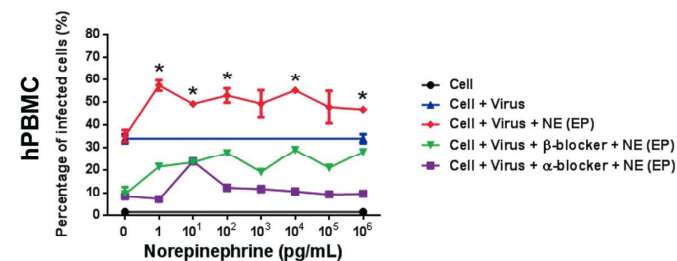 hPBMC
Percentage of infected cells (%)
80
70
60
50
40
30
20
10
0
* * * * *
0 1 10¹ 10² 10³ 10⁴ 10⁵ 10⁶
Norepinephrine (pg/mL)
Cell
Cell + Virus
Cell + Virus + NE (EP)
Cell + Virus + β-blocker + NE (EP)
Cell + Virus + α-blocker + NE (EP)